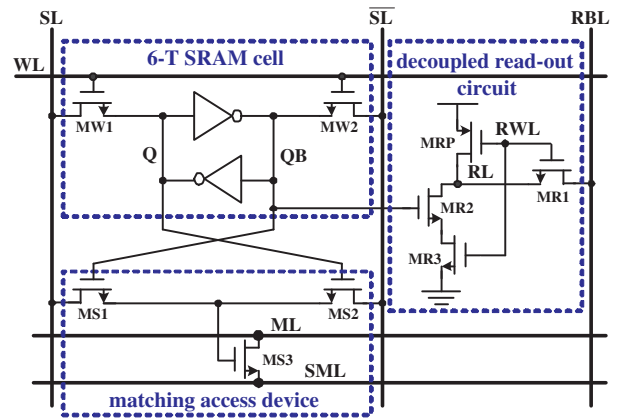 SL
S̅L̅
RBL
WL
6-T SRAM cell
decoupled read-out
circuit
MW1
MW2
Q
QB
MRP
RWL
RL
MR2
MR1
MR3
MS1
MS2
ML
MS3
SML
matching access device